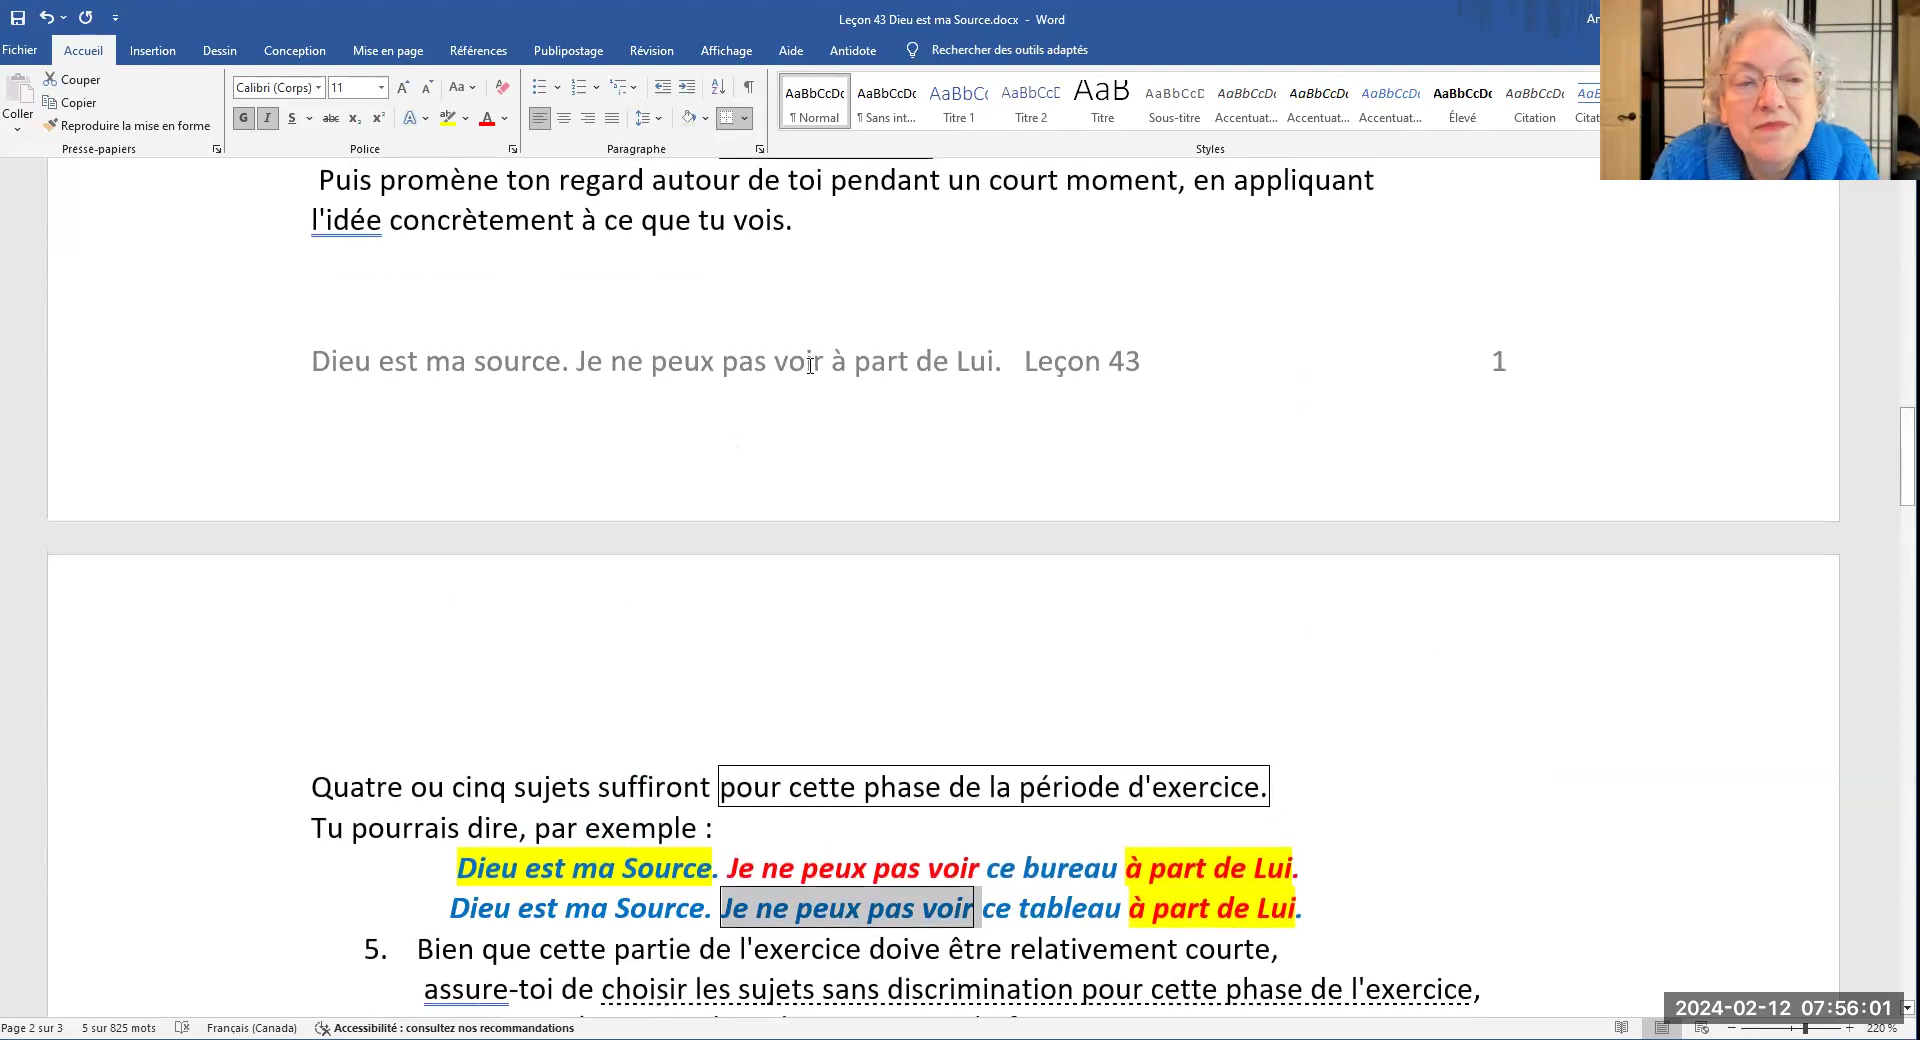 Leçon 43 Dieu est ma Source.docx - Word
Fichier Accueil Insertion Dessin Conception Mise en page Références Publipostage Révision Affichage Aide Antidote Rechercher des outils adaptés
Coller
Couper
Copier
Reproduire la mise en forme
Presse-papiers
Calibri (Corps) 11
G I S abc x₂ x²
Police
Paragraphe
AaBbCcDc AaBbCcDc AaBbCc AaBbCcD AaB AaBbCcD AaBbCcDc AaBbCcDc AaBbCcDc AaBbCcDc AaBbCcDc AaBbCcDc
¶ Normal ¶ Sans int... Titre 1 Titre 2 Titre Sous-titre Accentuat... Accentuat... Accentuat... Élevé Citation Citat
Styles
Puis promène ton regard autour de toi pendant un court moment, en appliquant
l'idée concrètement à ce que tu vois.
Dieu est ma source. Je ne peux pas voir à part de Lui. Leçon 43 1
Quatre ou cinq sujets suffiront pour cette phase de la période d'exercice.
Tu pourrais dire, par exemple :
Dieu est ma Source. Je ne peux pas voir ce bureau à part de Lui.
Dieu est ma Source. Je ne peux pas voir ce tableau à part de Lui.
5. Bien que cette partie de l'exercice doive être relativement courte,
assure-toi de choisir les sujets sans discrimination pour cette phase de l'exercice,
2024-02-12 07:56:01
Page 2 sur 3 5 sur 825 mots Français (Canada) Accessibilité : consultez nos recommandations 220 %